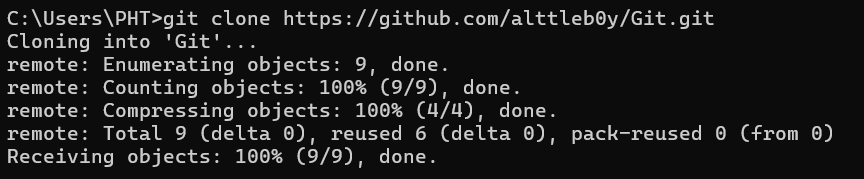 C:\Users\PHT>git clone https://github.com/alttleb0y/Git.git
Cloning into 'Git'...
remote: Enumerating objects: 9, done.
remote: Counting objects: 100% (9/9), done.
remote: Compressing objects: 100% (4/4), done.
remote: Total 9 (delta 0), reused 6 (delta 0), pack-reused 0 (from 0)
Receiving objects: 100% (9/9), done.